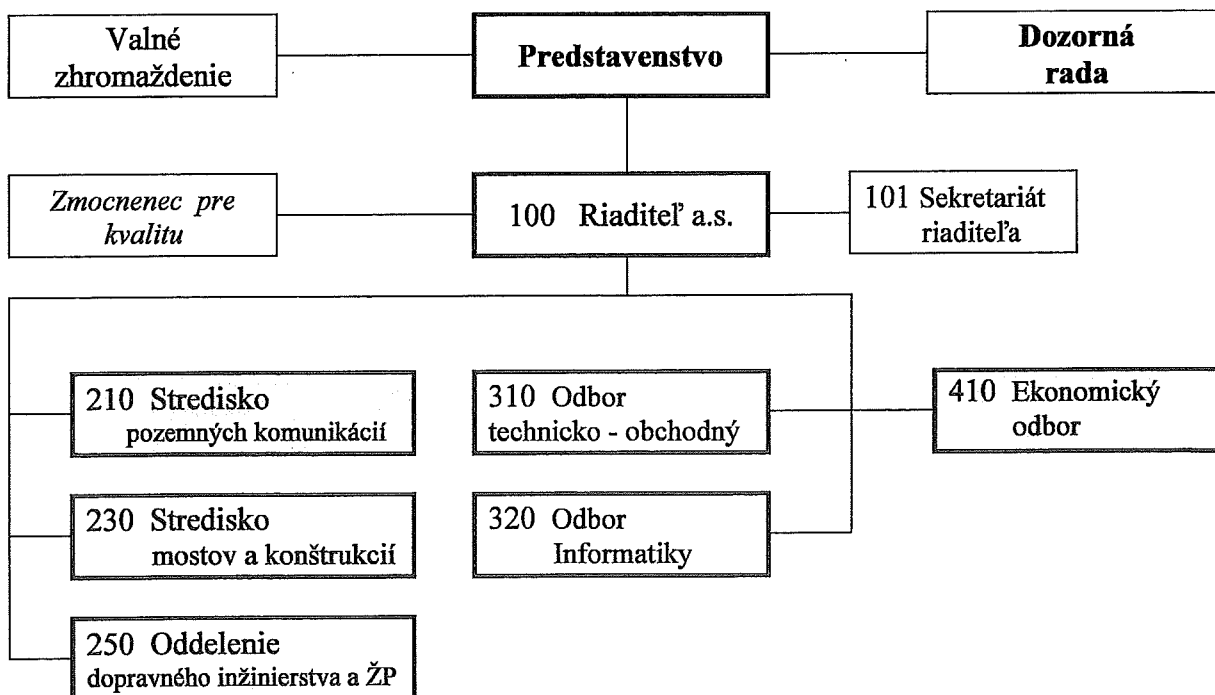 Valné
zhromaždenie
Predstavenstvo
Dozorná
rada
Zmocnenec pre
kvalitu
100 Riaditeľ a.s.
101 Sekretariát
riaditeľa
210 Stredisko
pozemných komunikácií
310 Odbor
technicko - obchodný
410 Ekonomický
odbor
230 Stredisko
mostov a konštrukcií
320 Odbor
Informatiky
250 Oddelenie
dopravného inžinierstva a ŽP